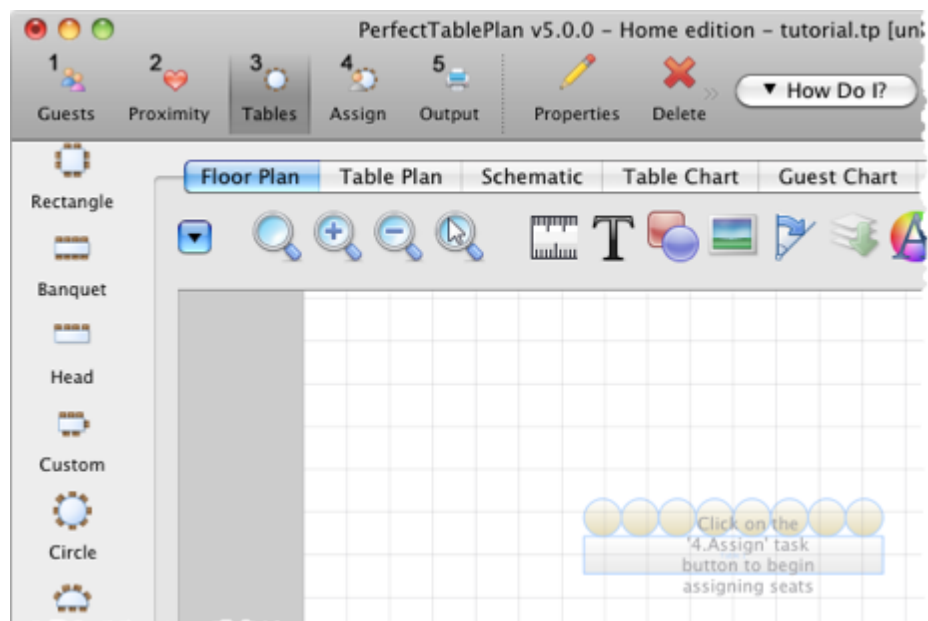 PerfectTablePlan v5.0.0 – Home edition – tutorial.tp [un
1 2 3 4 5
Guests Proximity Tables Assign Output Properties Delete » ▼ How Do I?
Rectangle
Floor Plan Table Plan Schematic Table Chart Guest Chart
Banquet
Head
Custom
Click on the
'4.Assign' task
button to begin
assigning seats
Circle